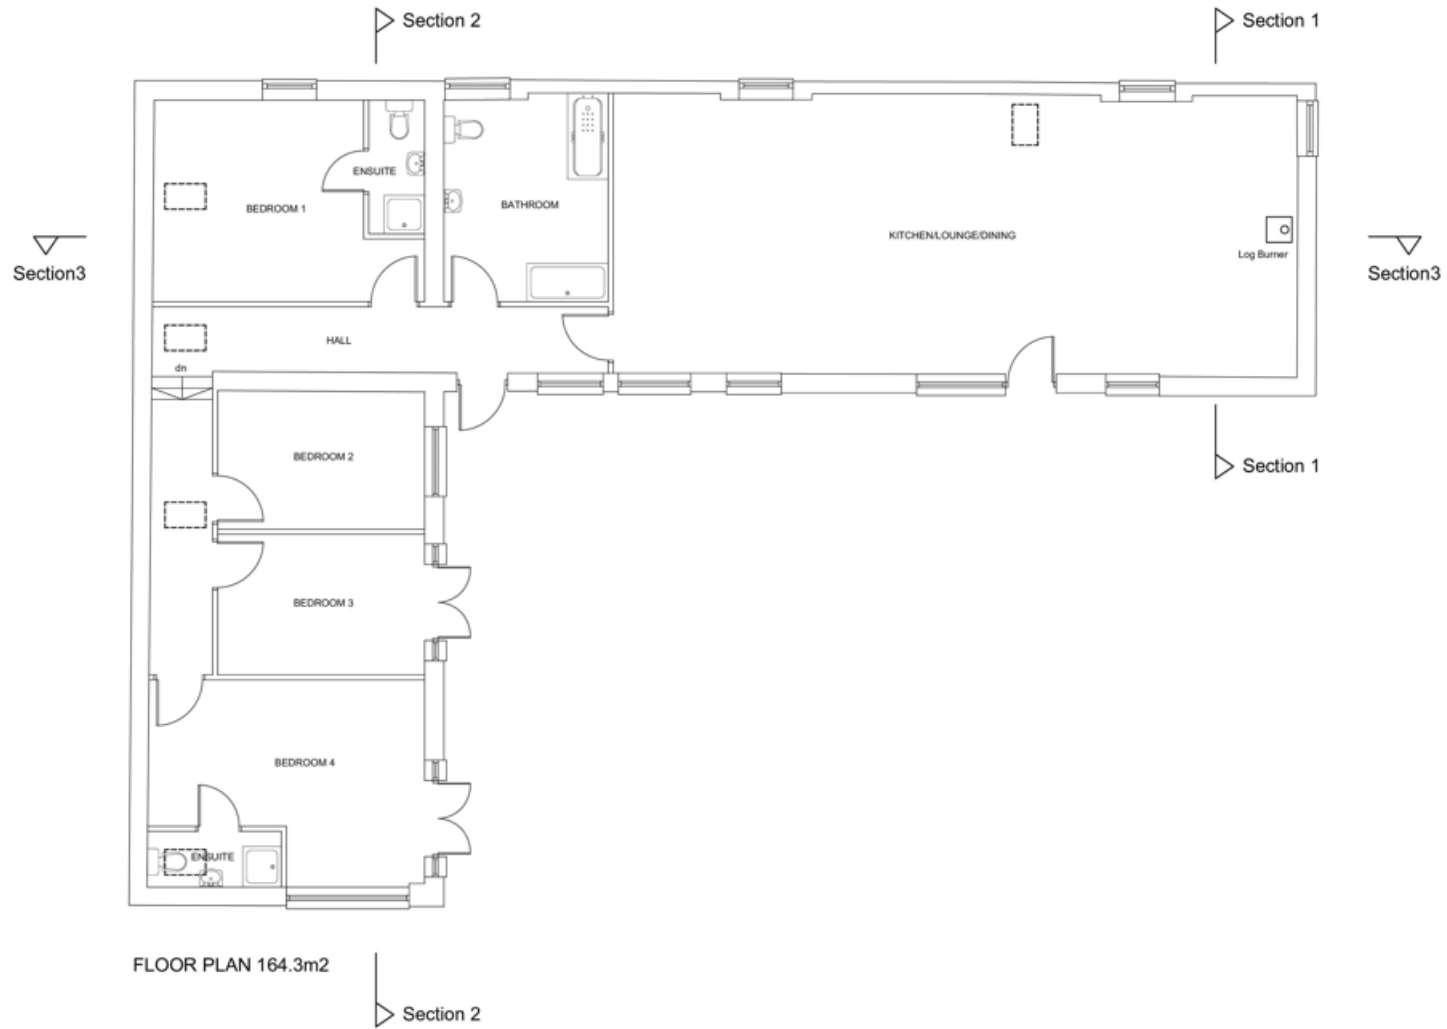 Section 2
Section 1
ENSUITE
BEDROOM 1
BATHROOM
KITCHEN/LOUNGE/DINING
Log Burner
Section3
Section3
HALL
dn
BEDROOM 2
Section 1
BEDROOM 3
BEDROOM 4
ENSUITE
FLOOR PLAN 164.3m2
Section 2